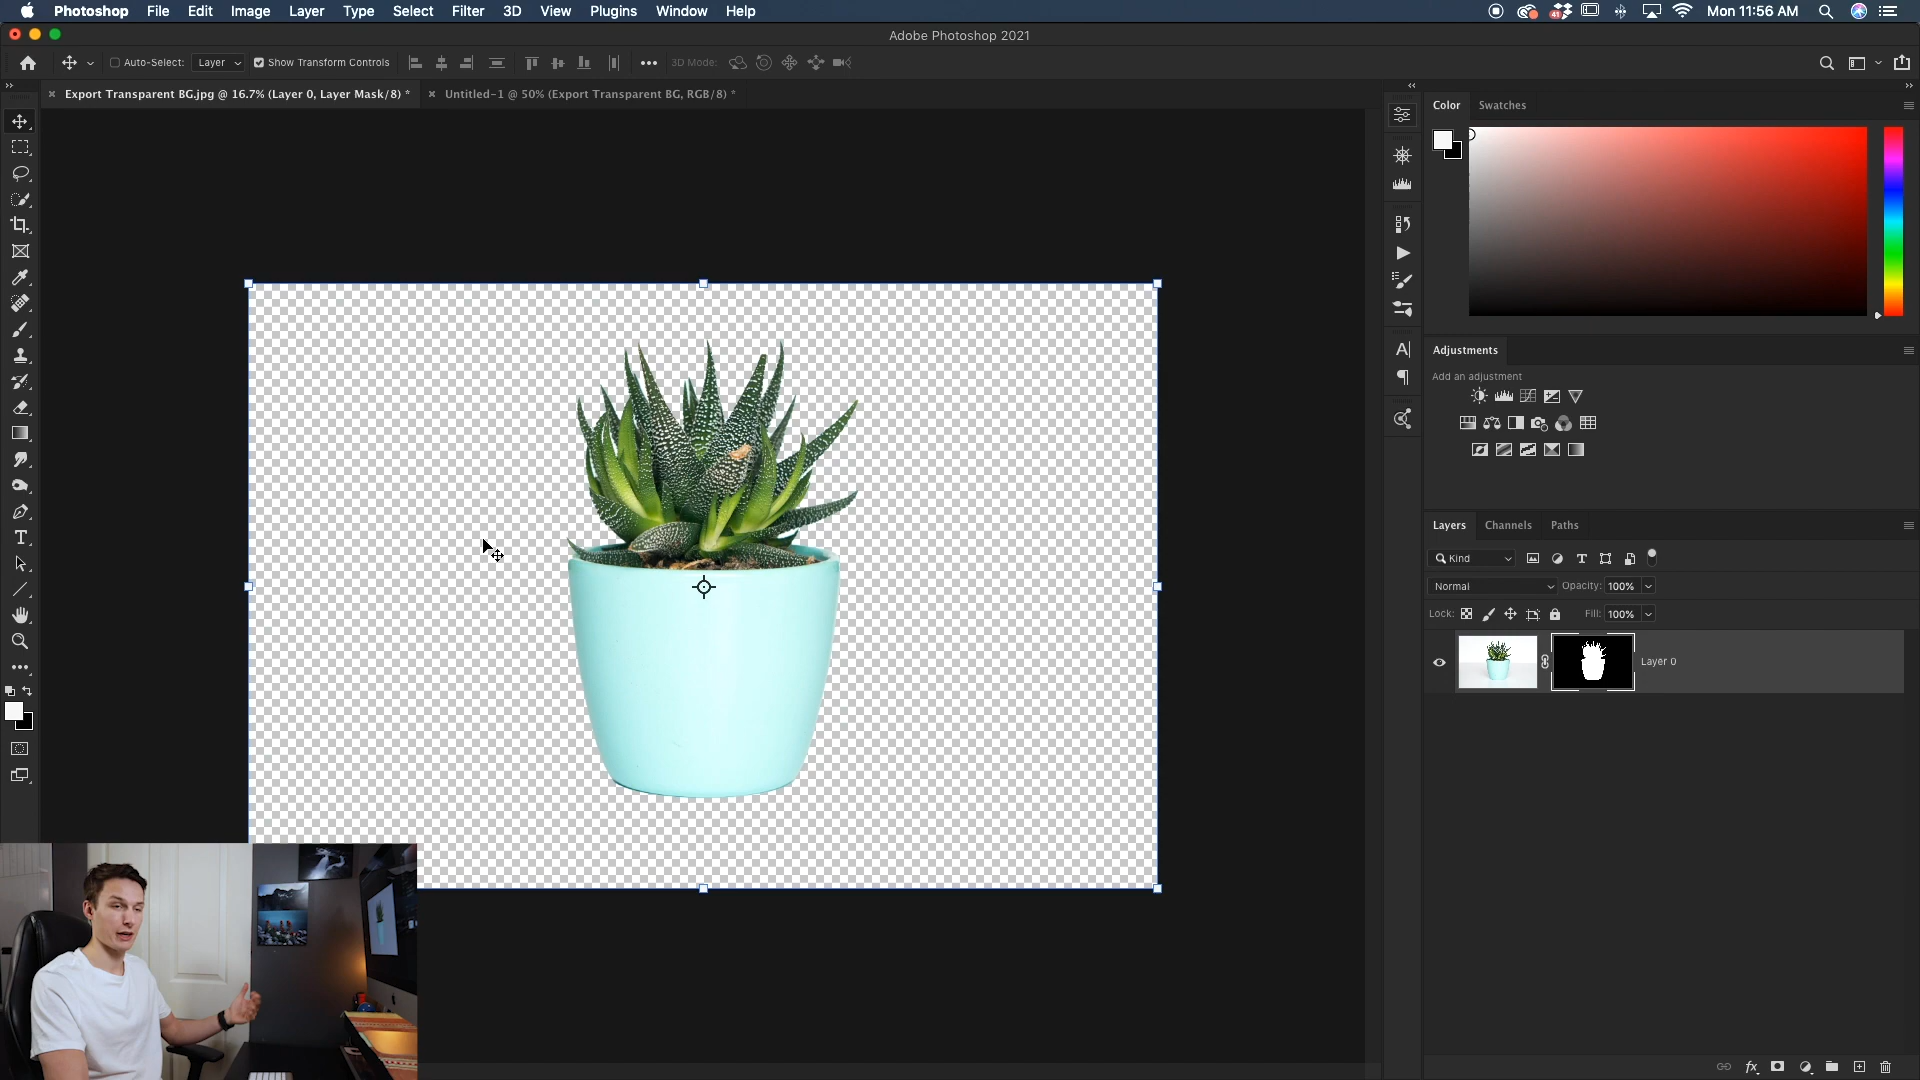 Photoshop File Edit Image Layer Type Select Filter 3D View Plugins Window Help 41 Mon 11:56 AM
Adobe Photoshop 2021
Auto-Select: Layer Show Transform Controls 3D Mode:
Export Transparent BG.jpg @ 16.7% (Layer 0, Layer Mask/8) * Untitled-1 @ 50% (Export Transparent BG, RGB/8) *
Color Swatches
Adjustments
Add an adjustment
Layers Channels Paths
Kind
Normal Opacity: 100%
Lock: Fill: 100%
Layer 0